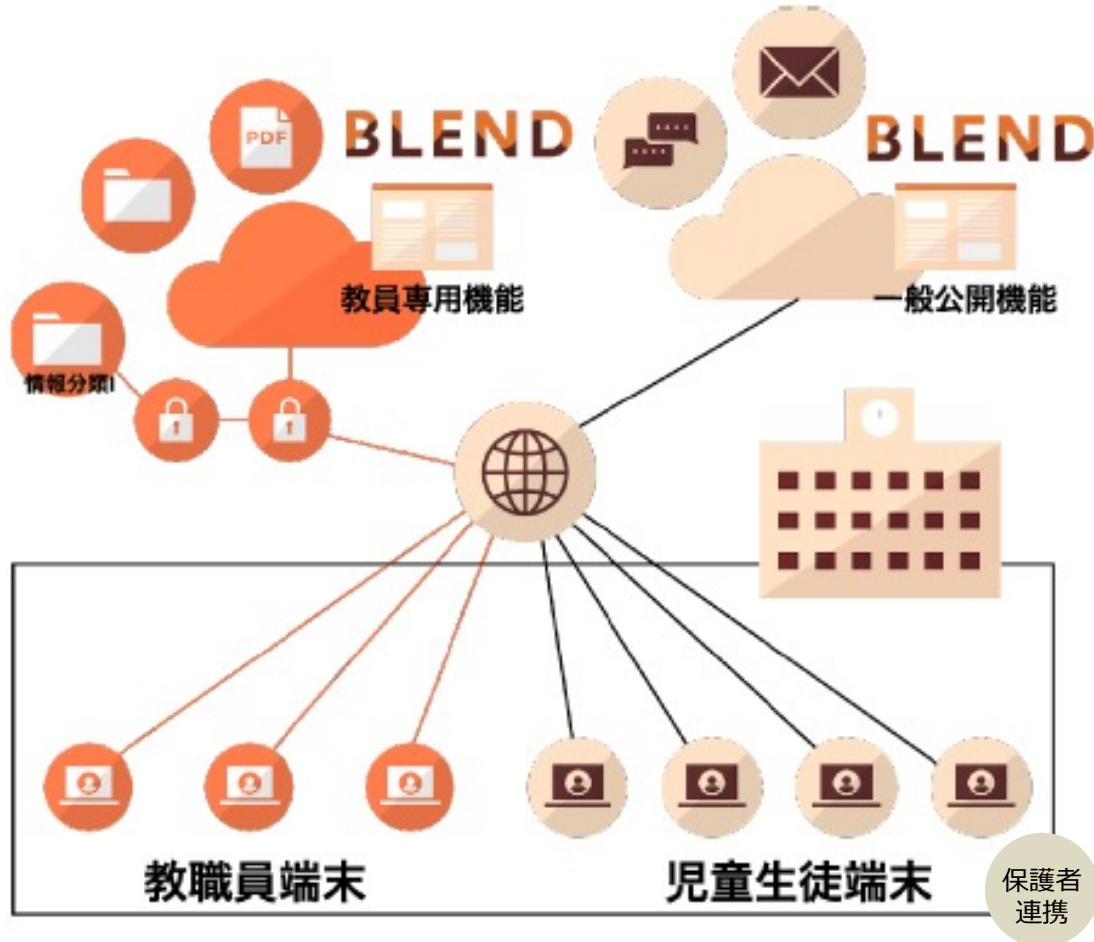 PDF
BLEND
BLEND
教員専用機能
一般公開機能
情報分類I
教職員端末
児童生徒端末
保護者
連携